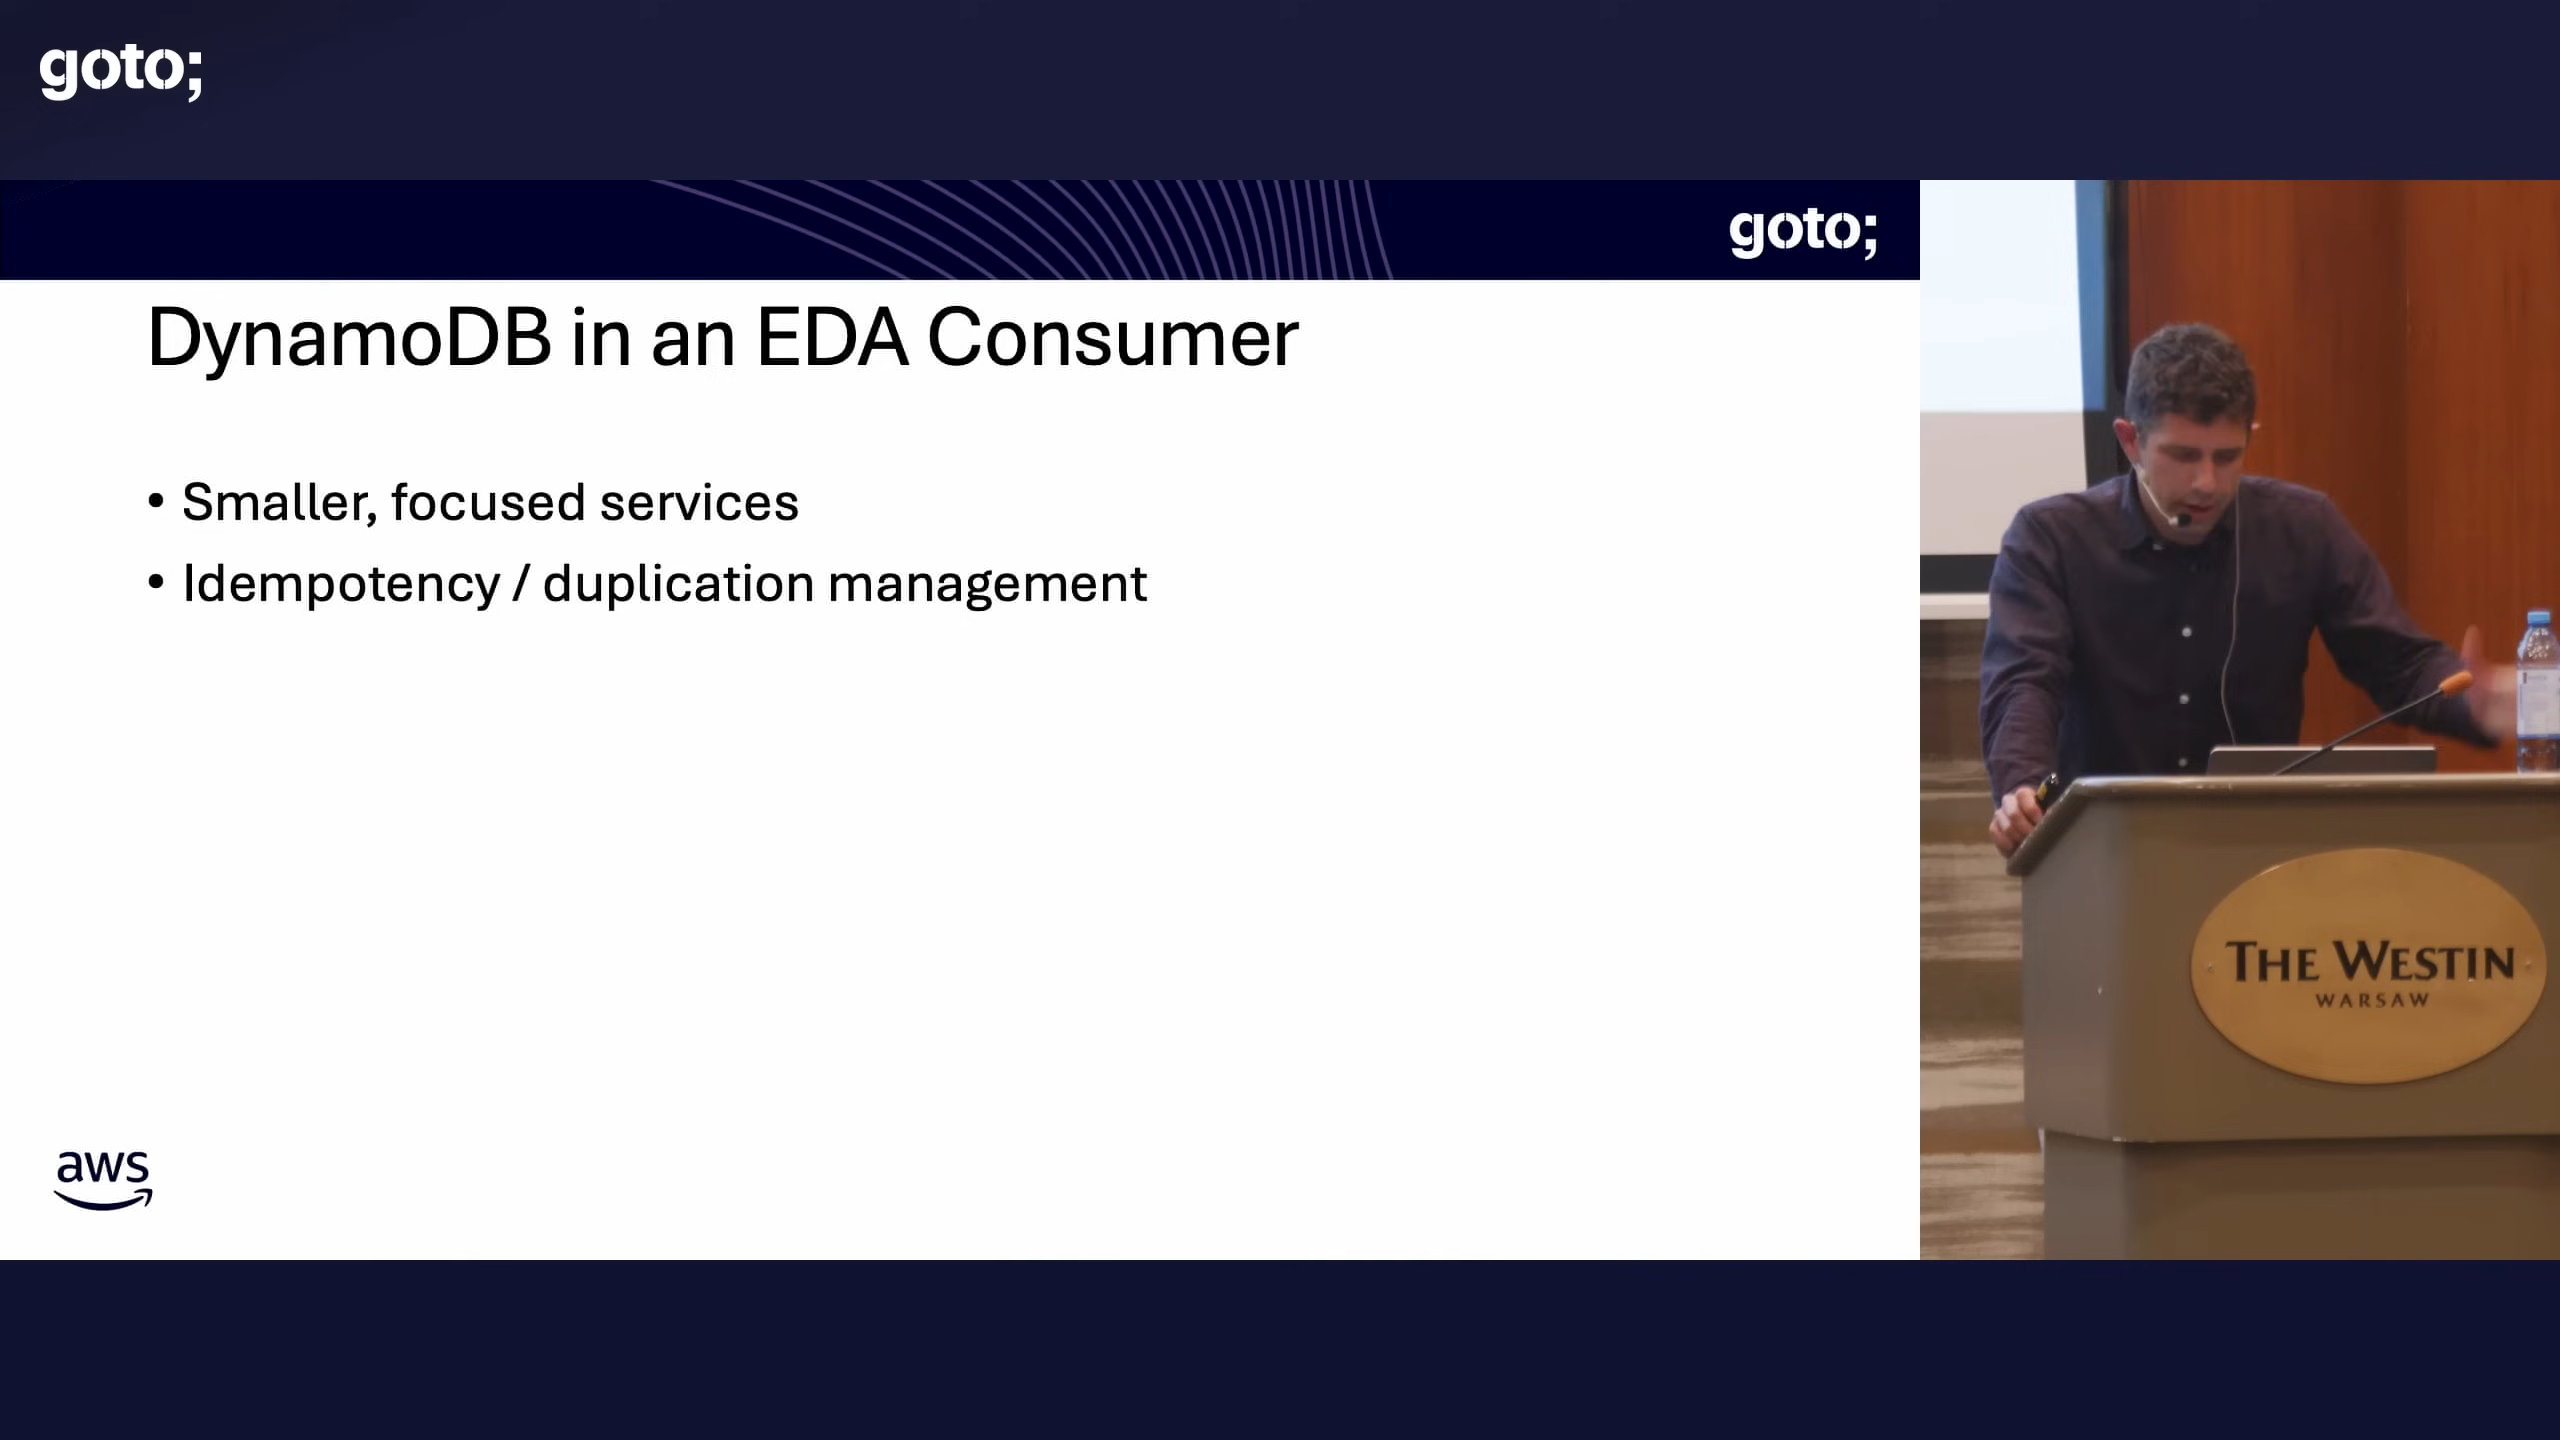 goto;
goto;
DynamoDB in an EDA Consumer
• Smaller, focused services
• Idempotency / duplication management
aws
THE WESTIN
WARSAW